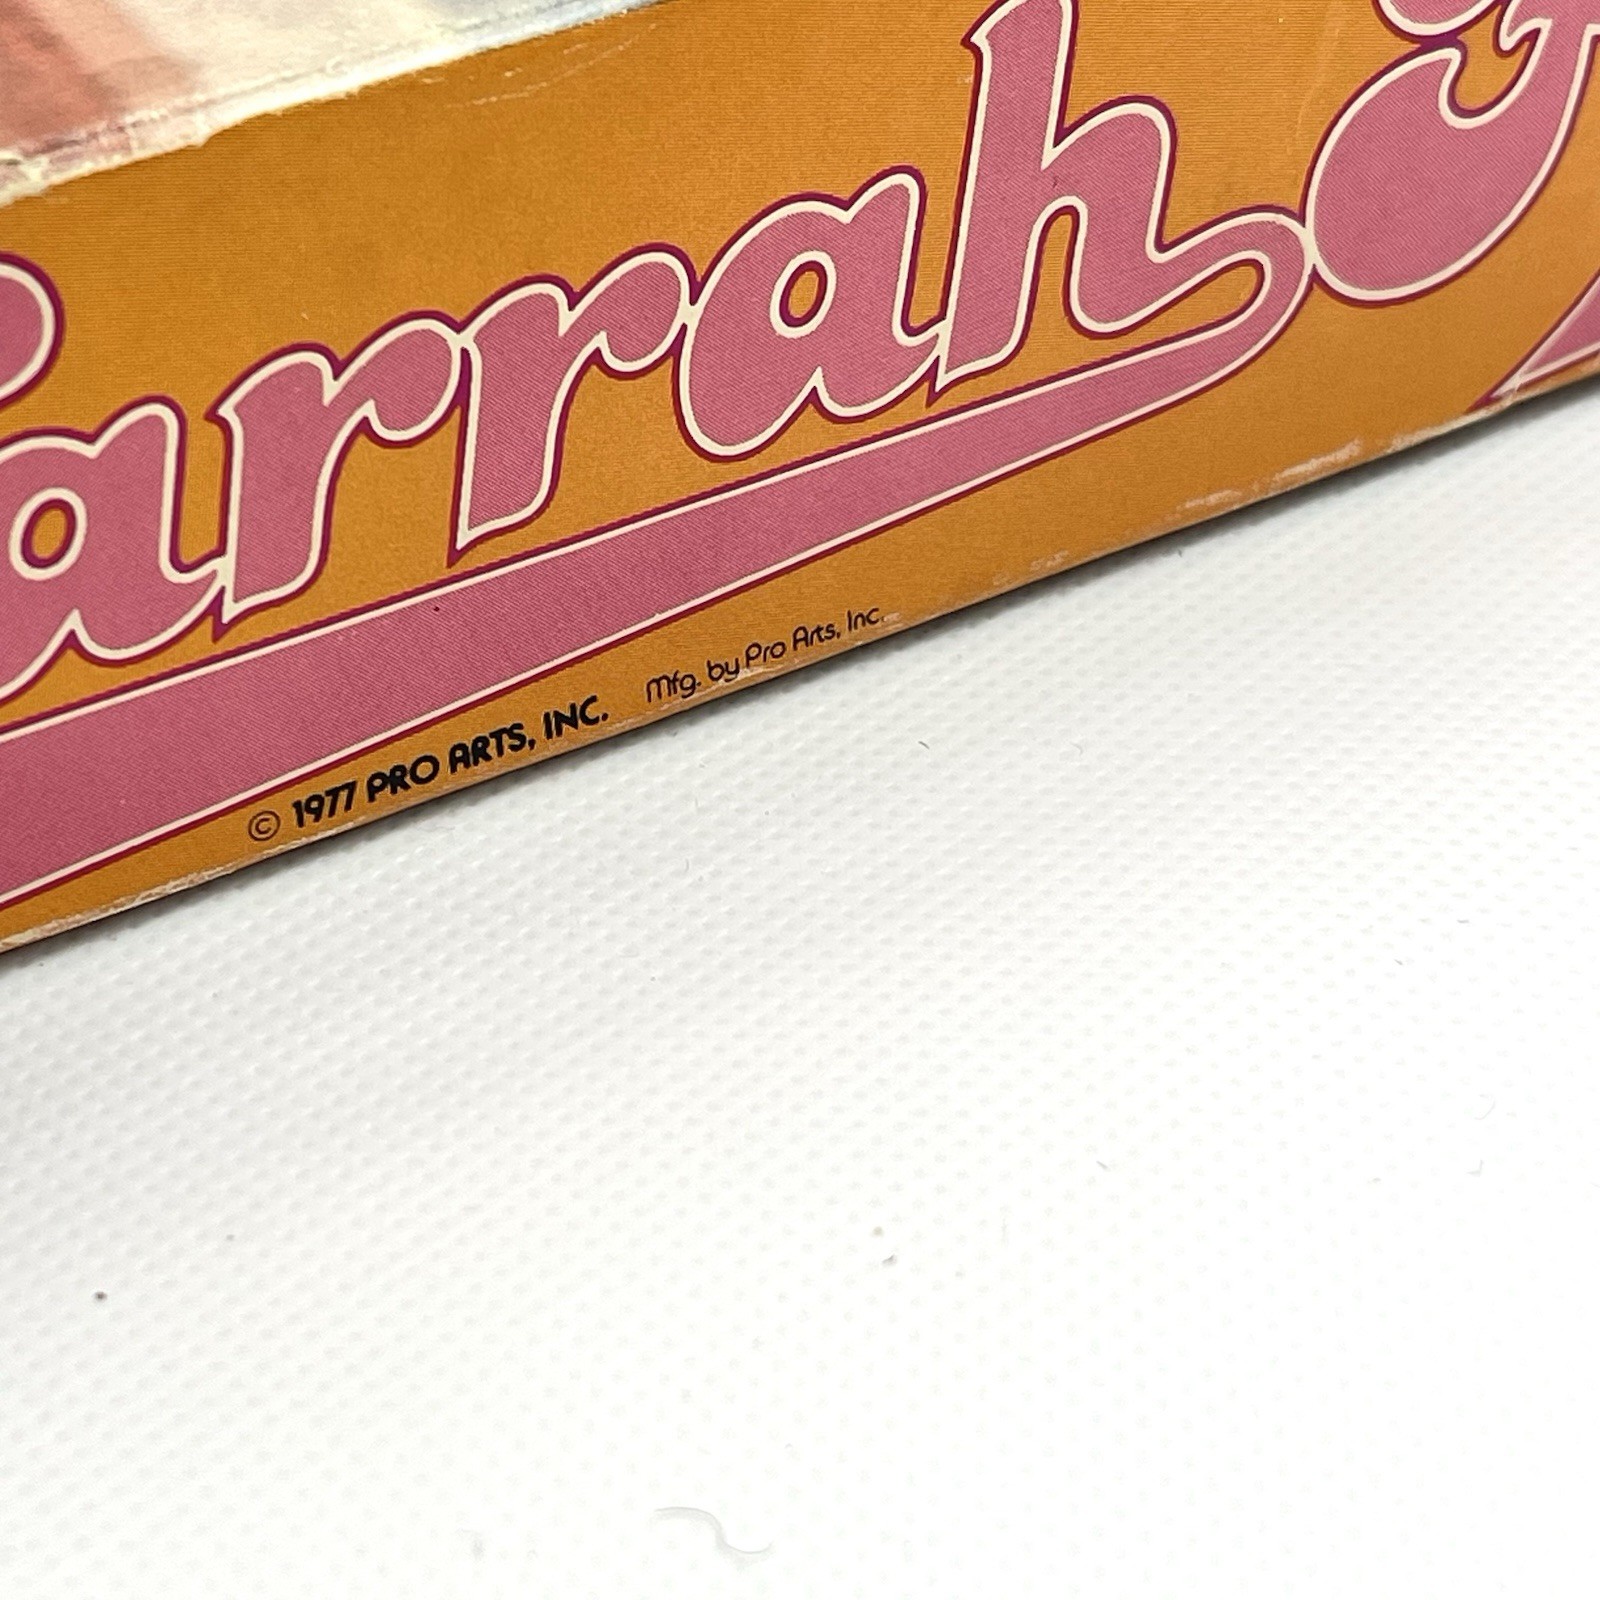 arrah
© 1977 PRO ARTS, INC. Mfg. by Pro Arts, Inc.